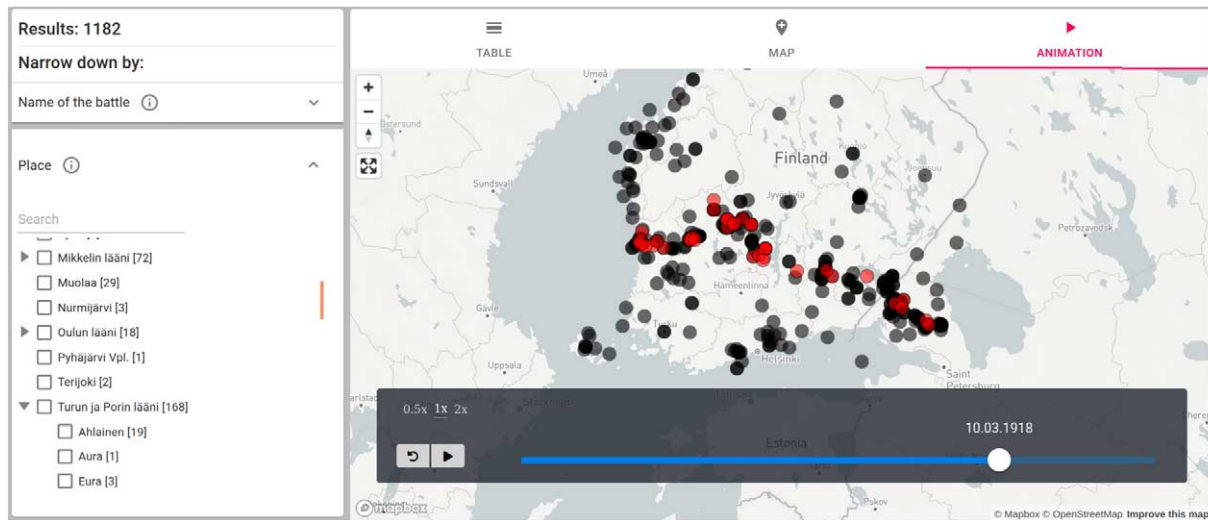 Results: 1182
Narrow down by:
Name of the battle
Place
Search
Mikkelin lääni [72]
Muolaa [29]
Nurmijärvi [3]
Oulun lääni [18]
Pyhäjärvi Vpl. [1]
Terijoki [2]
Turun ja Porin lääni [168]
Ahlainen [19]
Aura [1]
Eura [3]
TABLE
MAP
ANIMATION
Umeå
Östersund
Finland
Sundsvall
Jyväskylä
Petrozavodsk
Hämeenlinna
Gävle
Turku
Helsinki
Uppsala
Saint
Petersburg
Stockholm
Estonia
Pskov
0.5x 1x 2x
10.03.1918
mapbox
© Mapbox © OpenStreetMap Improve this map